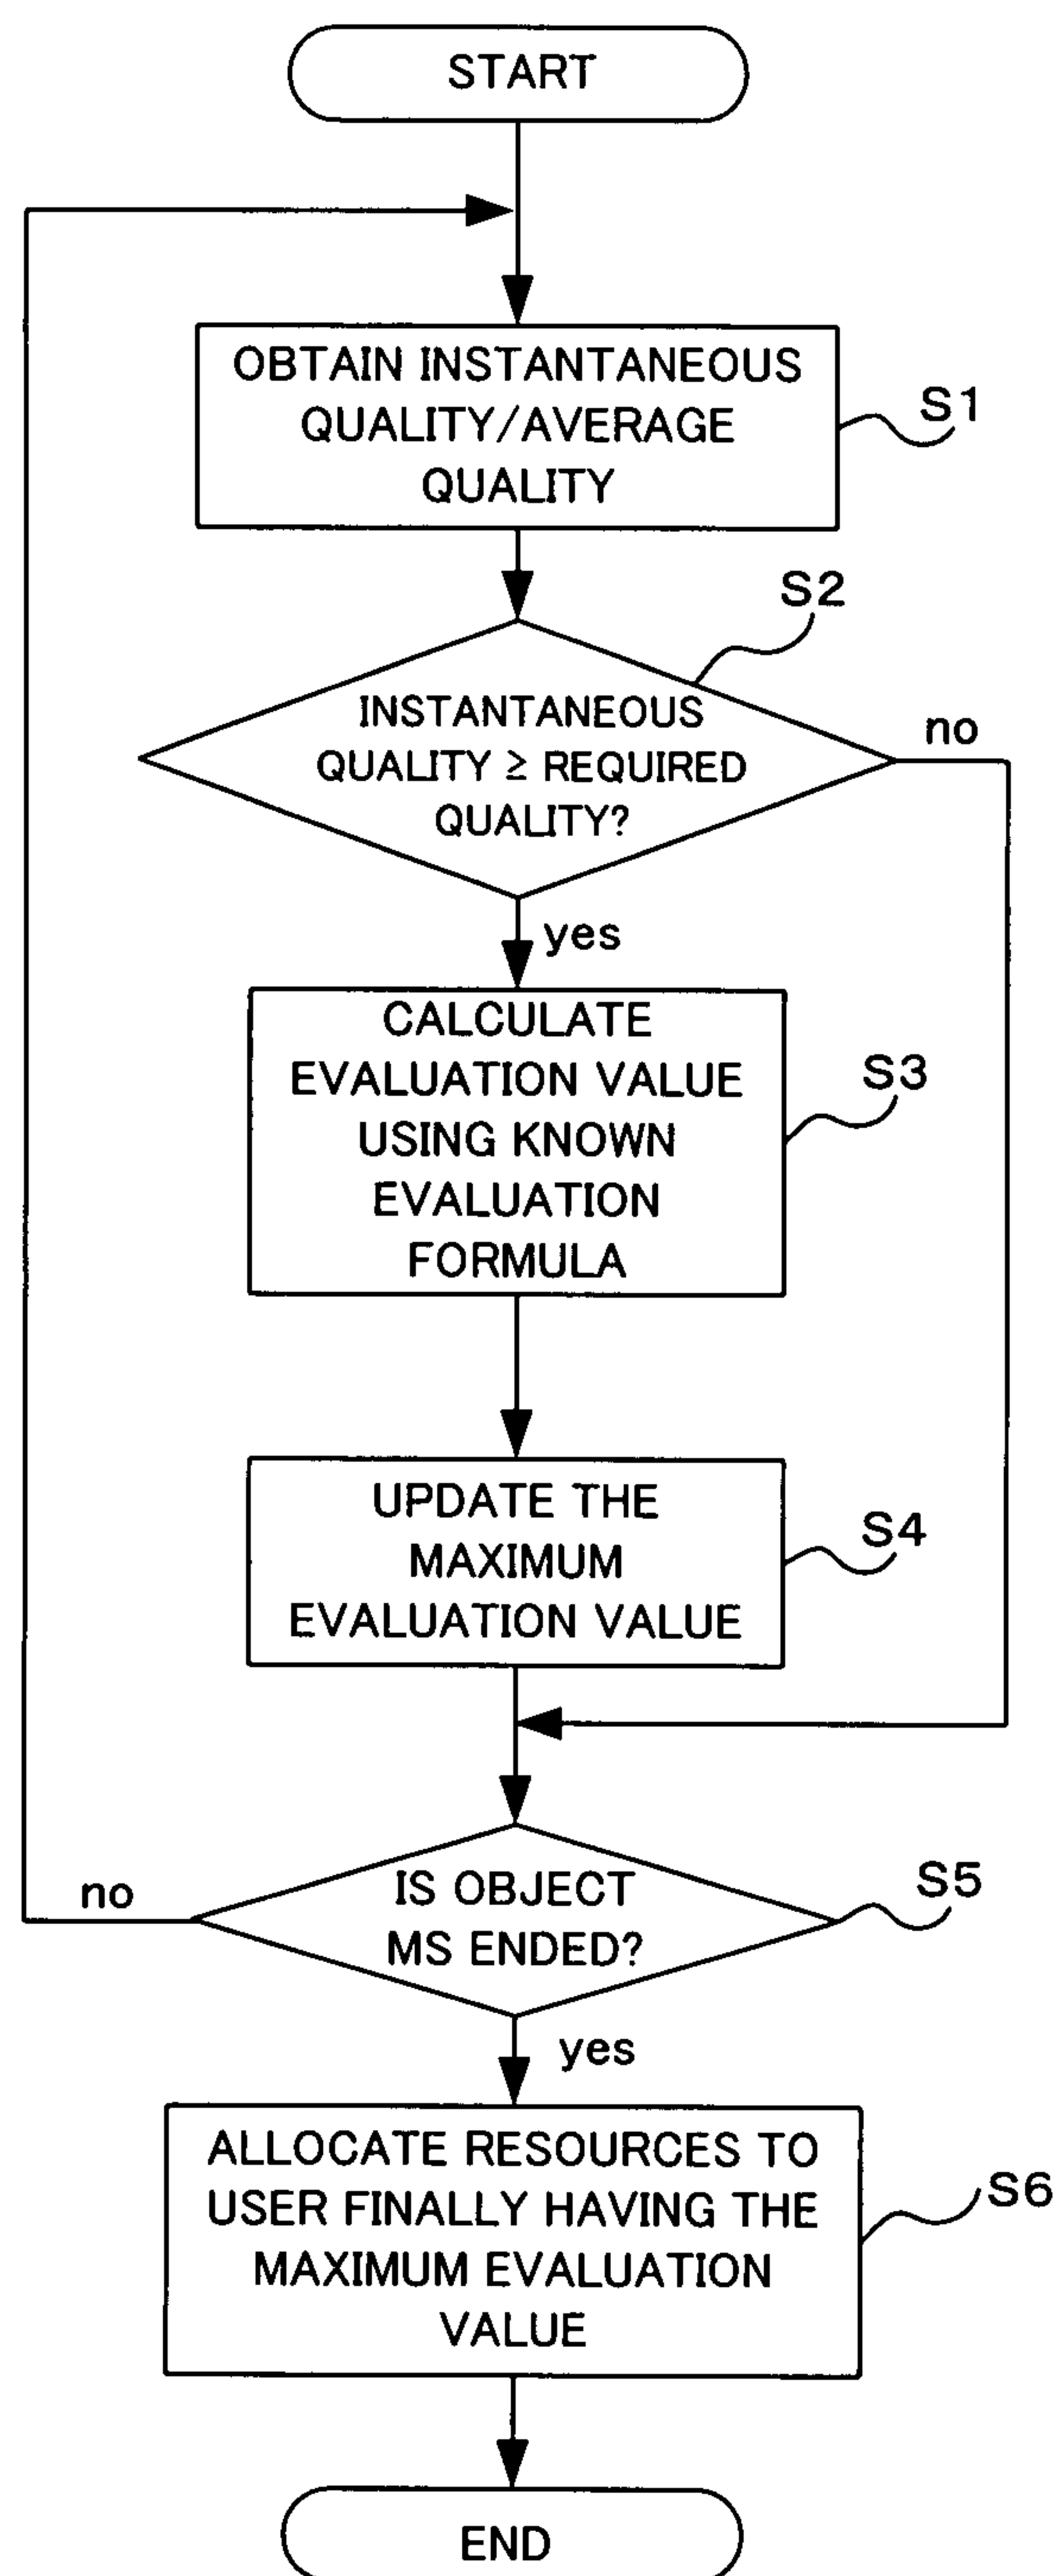 START
OBTAIN INSTANTANEOUS
QUALITY/AVERAGE
QUALITY
S1
S2
INSTANTANEOUS
QUALITY ≥ REQUIRED
QUALITY?
no
yes
CALCULATE
EVALUATION VALUE
USING KNOWN
EVALUATION
FORMULA
S3
UPDATE THE
MAXIMUM
EVALUATION VALUE
S4
IS OBJECT
MS ENDED?
S5
no
yes
ALLOCATE RESOURCES TO
USER FINALLY HAVING THE
MAXIMUM EVALUATION
VALUE
S6
END